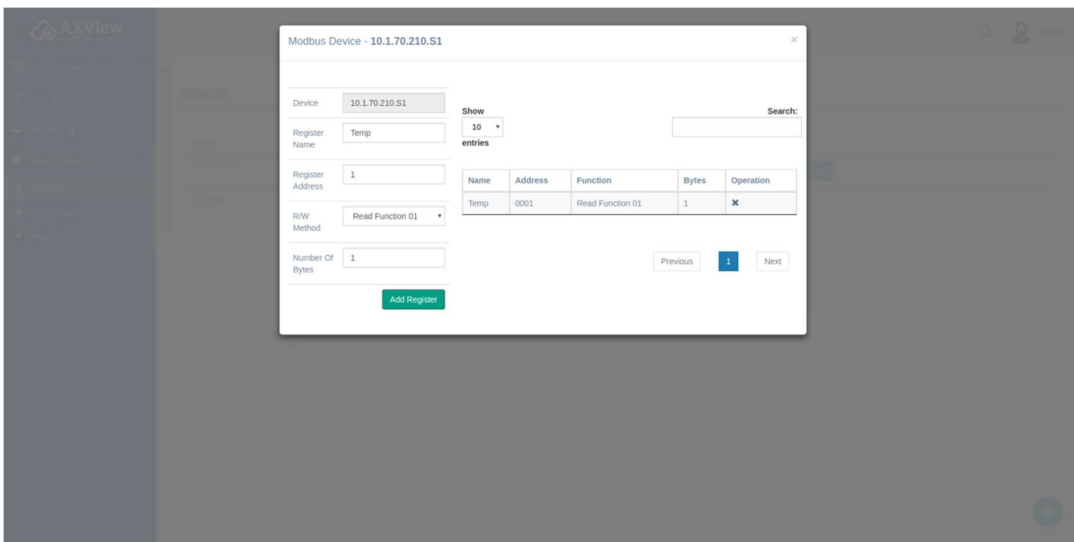 AXView
Modbus Device - 10.1.70.210.S1
×
Device
10.1.70.210.S1
Register Name
Temp
Register Address
1
R/W Method
Read Function 01
Number Of Bytes
1
Add Register
Show
10
entries
Search:
Name Address Function Bytes Operation
Temp 0001 Read Function 01 1 ✖
Previous 1 Next